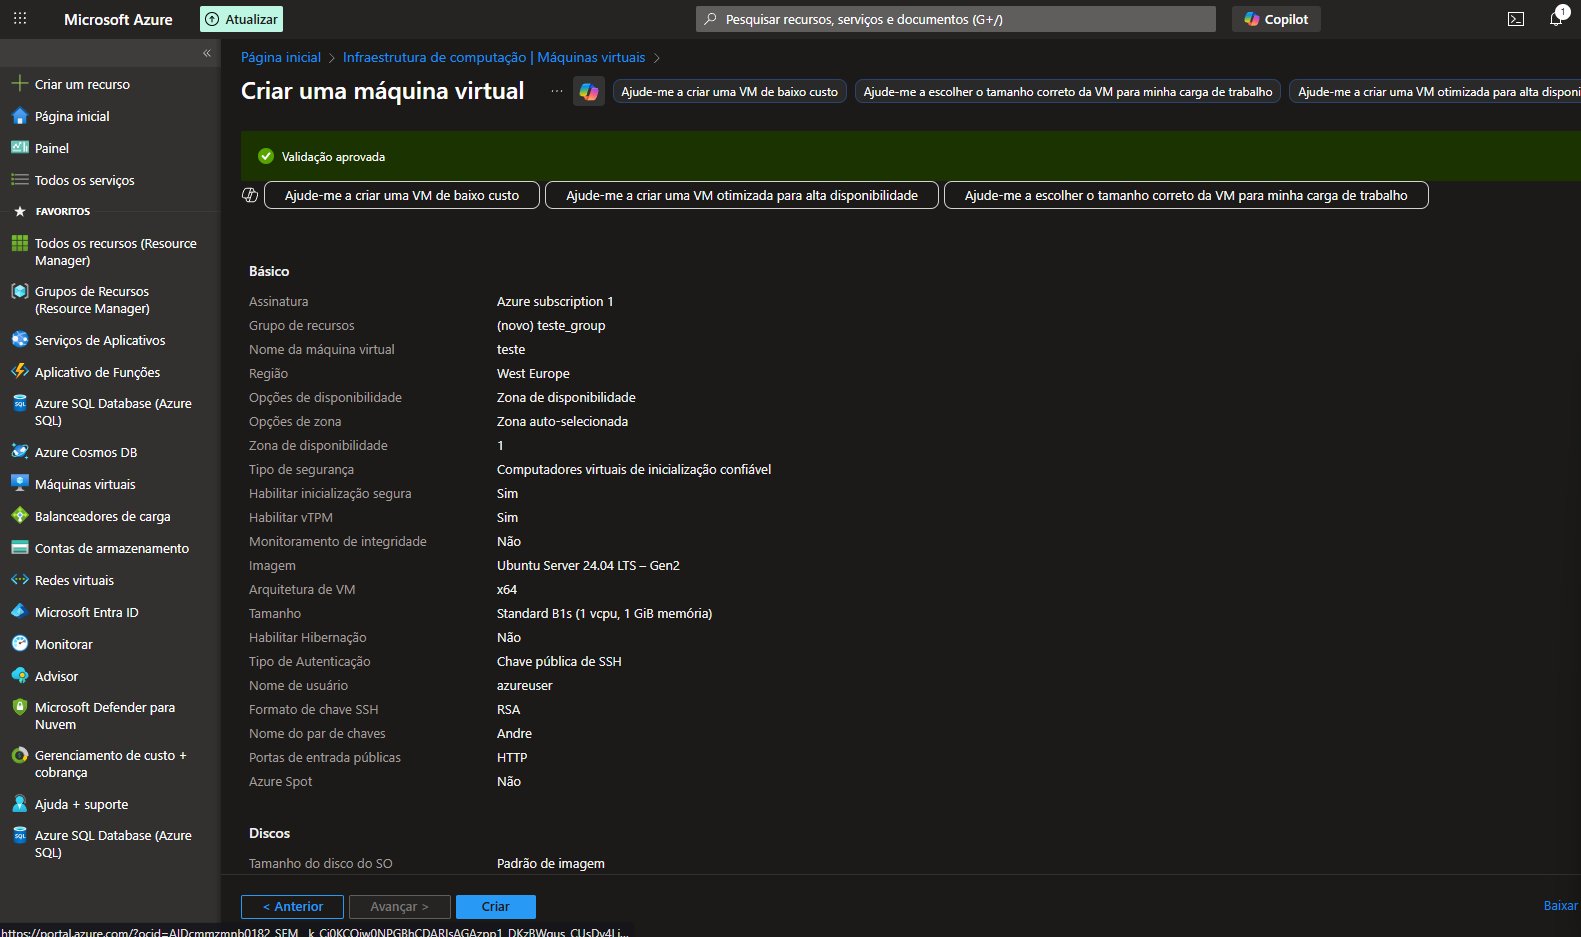 Microsoft Azure
Atualizar
Pesquisar recursos, serviços e documentos (G+/)
Copilot
1
«
Criar um recurso
Página inicial
Painel
Todos os serviços
FAVORITOS
Todos os recursos (Resource
Manager)
Grupos de Recursos
(Resource Manager)
Serviços de Aplicativos
Aplicativo de Funções
Azure SQL Database (Azure
SQL)
Azure Cosmos DB
Máquinas virtuais
Balanceadores de carga
Contas de armazenamento
Redes virtuais
Microsoft Entra ID
Monitorar
Advisor
Microsoft Defender para
Nuvem
Gerenciamento de custo +
cobrança
Ajuda + suporte
Azure SQL Database (Azure
SQL)
Página inicial > Infraestrutura de computação | Máquinas virtuais >
Criar uma máquina virtual ...
Ajude-me a criar uma VM de baixo custo
Ajude-me a escolher o tamanho correto da VM para minha carga de trabalho
Ajude-me a criar uma VM otimizada para alta disponi
Validação aprovada
Ajude-me a criar uma VM de baixo custo
Ajude-me a criar uma VM otimizada para alta disponibilidade
Ajude-me a escolher o tamanho correto da VM para minha carga de trabalho
Básico
Assinatura Azure subscription 1
Grupo de recursos (novo) teste_group
Nome da máquina virtual teste
Região West Europe
Opções de disponibilidade Zona de disponibilidade
Opções de zona Zona auto-selecionada
Zona de disponibilidade 1
Tipo de segurança Computadores virtuais de inicialização confiável
Habilitar inicialização segura Sim
Habilitar vTPM Sim
Monitoramento de integridade Não
Imagem Ubuntu Server 24.04 LTS – Gen2
Arquitetura de VM x64
Tamanho Standard B1s (1 vcpu, 1 GiB memória)
Habilitar Hibernação Não
Tipo de Autenticação Chave pública de SSH
Nome de usuário azureuser
Formato de chave SSH RSA
Nome do par de chaves Andre
Portas de entrada públicas HTTP
Azure Spot Não
Discos
Tamanho do disco do SO Padrão de imagem
< Anterior
Avançar >
Criar
Baixar